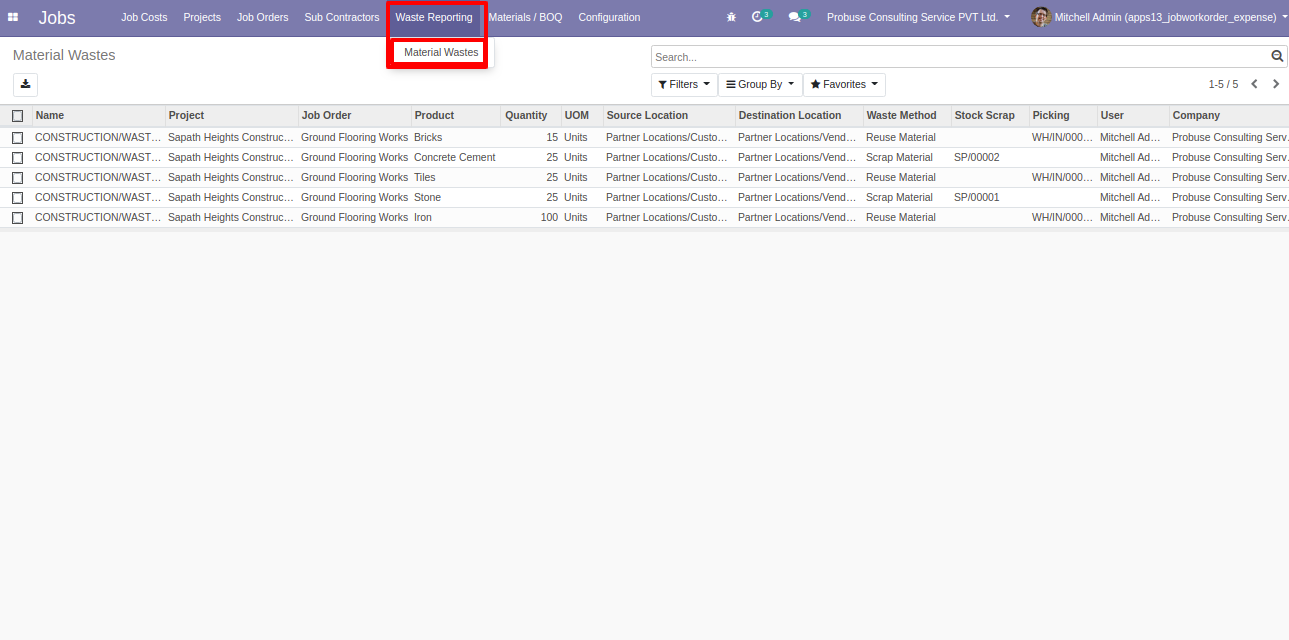 Jobs Job Costs Projects Job Orders Sub Contractors Waste Reporting Materials / BOQ Configuration 3 3 Probuse Consulting Service PVT Ltd. Mitchell Admin (apps13_jobworkorder_expense)
Material Wastes
Material Wastes
Search...
Filters Group By Favorites 1-5 / 5
Name Project Job Order Product Quantity UOM Source Location Destination Location Waste Method Stock Scrap Picking User Company
CONSTRUCTION/WAST... Sapath Heights Construc... Ground Flooring Works Bricks 15 Units Partner Locations/Custo... Partner Locations/Vend... Reuse Material WH/IN/000... Mitchell Ad... Probuse Consulting Serv
CONSTRUCTION/WAST... Sapath Heights Construc... Ground Flooring Works Concrete Cement 25 Units Partner Locations/Custo... Partner Locations/Vend... Scrap Material SP/00002 Mitchell Ad... Probuse Consulting Serv
CONSTRUCTION/WAST... Sapath Heights Construc... Ground Flooring Works Tiles 25 Units Partner Locations/Custo... Partner Locations/Vend... Reuse Material WH/IN/000... Mitchell Ad... Probuse Consulting Serv
CONSTRUCTION/WAST... Sapath Heights Construc... Ground Flooring Works Stone 25 Units Partner Locations/Custo... Partner Locations/Vend... Scrap Material SP/00001 Mitchell Ad... Probuse Consulting Serv
CONSTRUCTION/WAST... Sapath Heights Construc... Ground Flooring Works Iron 100 Units Partner Locations/Custo... Partner Locations/Vend... Reuse Material WH/IN/000... Mitchell Ad... Probuse Consulting Serv